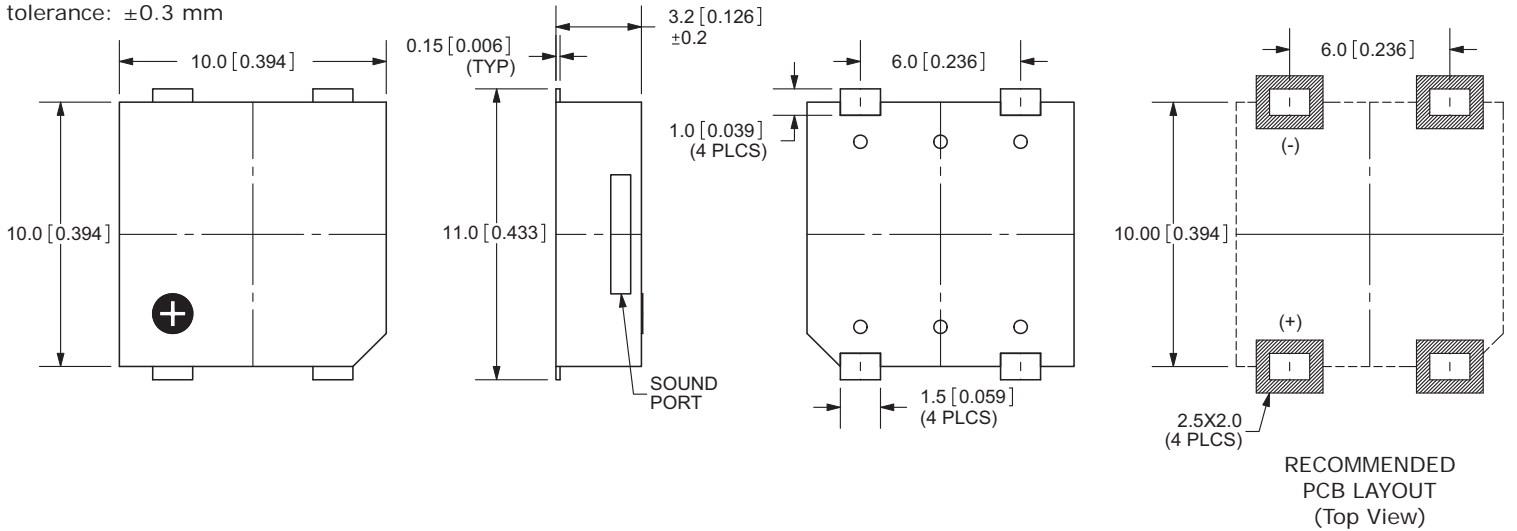 tolerance: ±0.3 mm
10.0 [0.394]
10.0 [0.394]
+
3.2 [0.126]
±0.2
0.15 [0.006]
(TYP)
11.0 [0.433]
SOUND
PORT
6.0 [0.236]
1.0 [0.039]
(4 PLCS)
1.5 [0.059]
(4 PLCS)
6.0 [0.236]
(-)
10.00 [0.394]
(+)
2.5X2.0
(4 PLCS)
RECOMMENDED
PCB LAYOUT
(Top View)